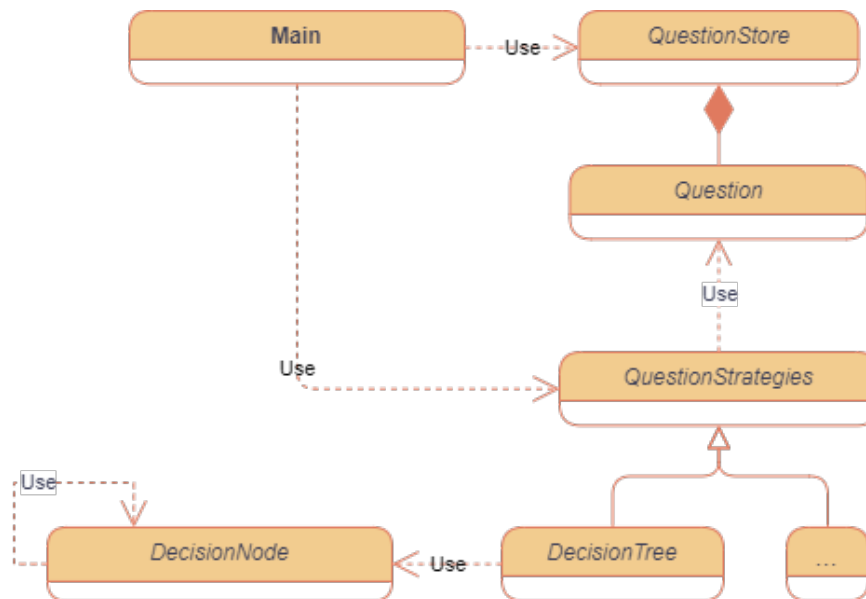 Main
Use
QuestionStore
Question
Use
Use
QuestionStrategies
Use
DecisionNode
Use
DecisionTree
...